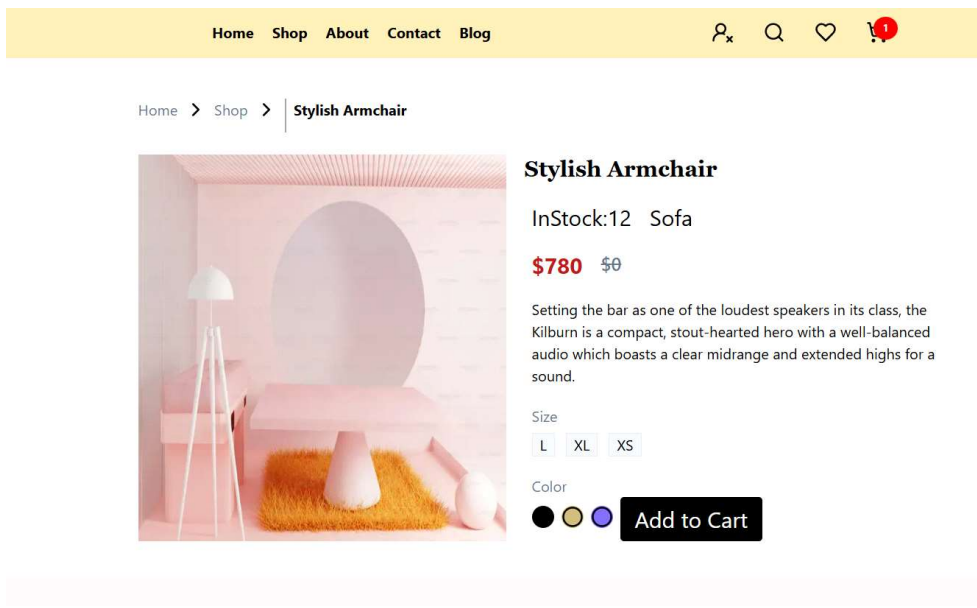 Home Shop About Contact Blog
1
Home Shop Stylish Armchair
Stylish Armchair
InStock:12 Sofa
$780 $0
Setting the bar as one of the loudest speakers in its class, the
Kilburn is a compact, stout-hearted hero with a well-balanced
audio which boasts a clear midrange and extended highs for a
sound.
Size
L XL XS
Color
Add to Cart